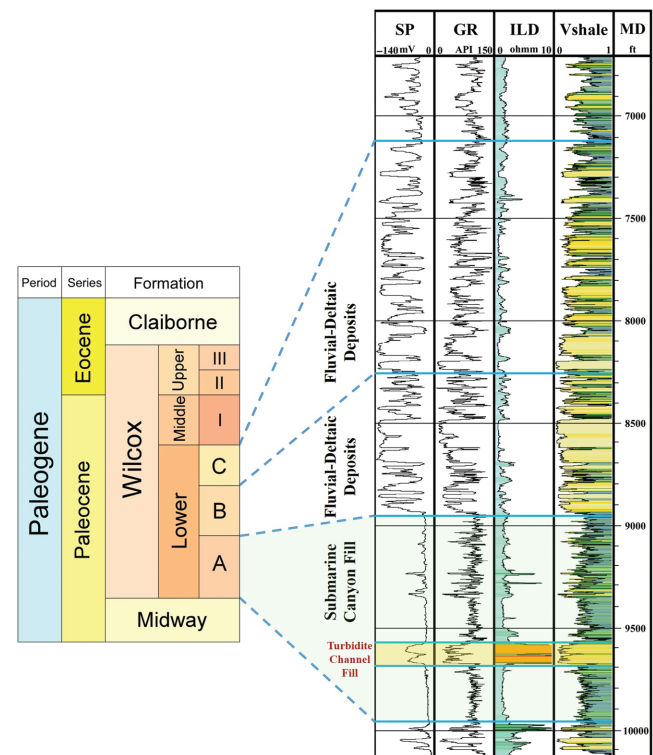 SP GR ILD Vshale MD
−140 mV 0 0 API 150 0 ohmm 10 0 1 ft
7000
7500
8000
8500
9000
9500
10000
Fluvial-Deltaic
Deposits
Fluvial-Deltaic
Deposits
Submarine
Canyon Fill
Turbidite
Channel
Fill
Period Series Formation
Paleogene
Eocene
Paleocene
Claiborne
Wilcox
Upper
Middle
Lower
III
II
I
C
B
A
Midway